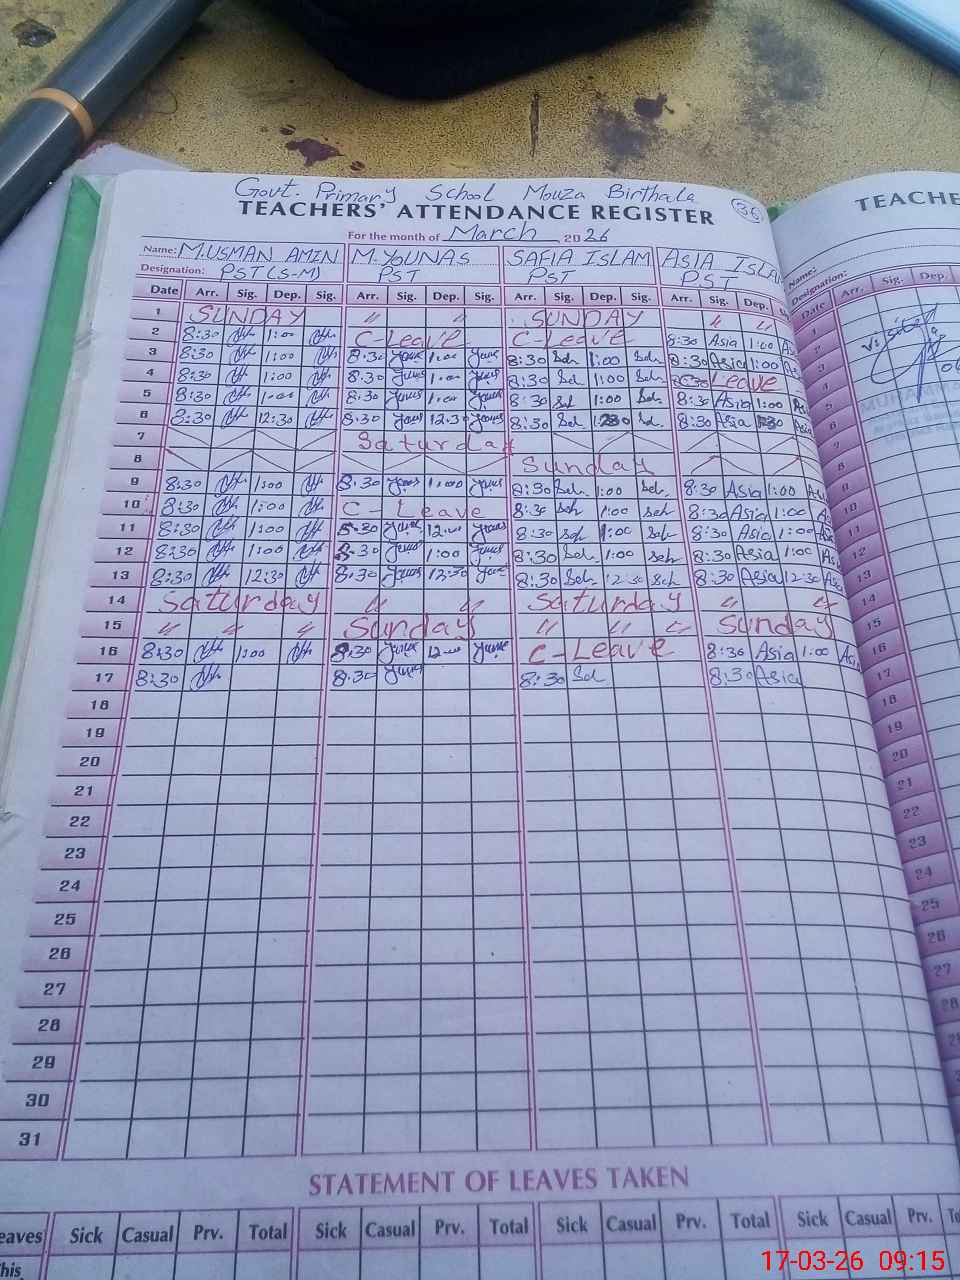 Govt. Primary School Mouza Birthala
TEACHERS' ATTENDANCE REGISTER 36
For the month of March 2026
Name: M.USMAN AMIN M.YOUNAS SAFIA ISLAM ASIA ISLA
Designation: PST(S-M) PST PST PST
Date Arr. Sig. Dep. Sig. Arr. Sig. Dep. Sig. Arr. Sig. Dep. Sig. Arr. Sig. Dep.
1 SUNDAY " " SUNDAY " "
2 8:30 1:00 C-Leave C-Leave 8:30 Asia 1:00
3 8:30 1:00 8:30 1:00 8:30 1:00 8:30 Asia 1:00
4 8:30 1:00 8:30 1:00 8:30 1:00 Leave
5 8:30 1:00 8:30 1:00 8:30 1:00 8:30 Asia 1:00
6 8:30 12:30 8:30 12:30 8:30 8:30 Asia
7 Saturday
8 Sunday
9 8:30 1:00 8:30 1:00 8:30 1:00 8:30 Asia 1:00
10 8:30 1:00 C-Leave 8:30 1:00 8:30 Asia 1:00
11 8:30 1:00 8:30 8:30 1:00 8:30 Asia 1:00
12 8:30 1:00 8:30 1:00 8:30 1:00 8:30 Asia 1:00
13 8:30 12:30 8:30 12:30 8:30 12:30 8:30 Asia 12:30
14 Saturday " " Saturday " "
15 " " " Sunday " " " Sunday
16 8:30 1:00 8:30 C-Leave 8:30 Asia 1:00
17 8:30 8:30 8:30 8:30 Asia
18
19
20
21
22
23
24
25
26
27
28
29
30
31
STATEMENT OF LEAVES TAKEN
eaves Sick Casual Prv. Total Sick Casual Prv. Total Sick Casual Prv. Total Sick Casual Prv.
his
TEACHE
Name:
Designation:
Date Arr. Sig. Dep.
visited
17-03-26 09:15